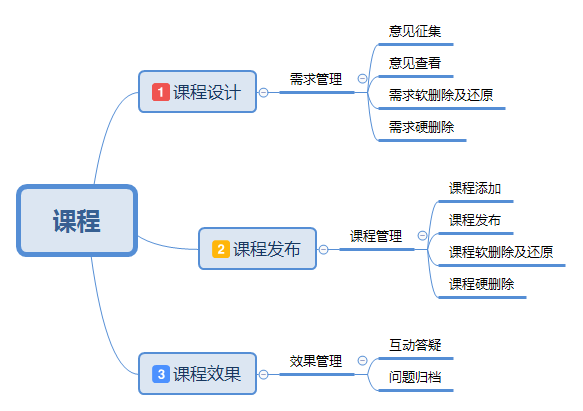 课程
1 课程设计
需求管理
意见征集
意见查看
需求软删除及还原
需求硬删除
2 课程发布
课程管理
课程添加
课程发布
课程软删除及还原
课程硬删除
3 课程效果
效果管理
互动答疑
问题归档